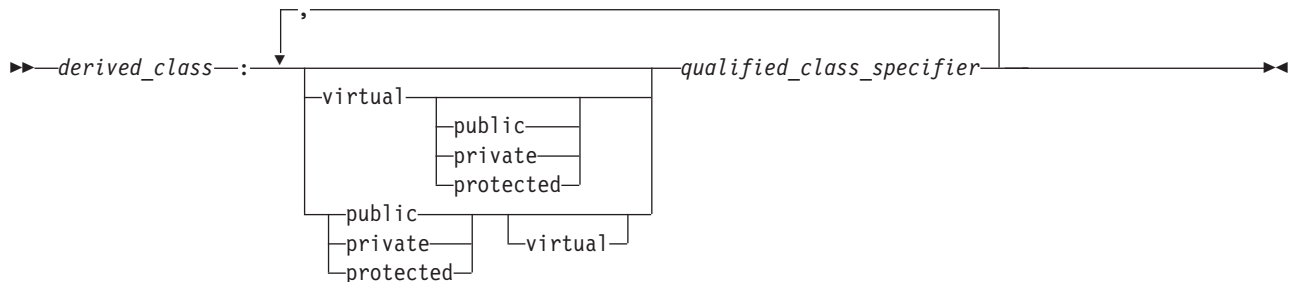 ,
derived_class : qualified_class_specifier
virtual
public
private
protected
public
private virtual
protected